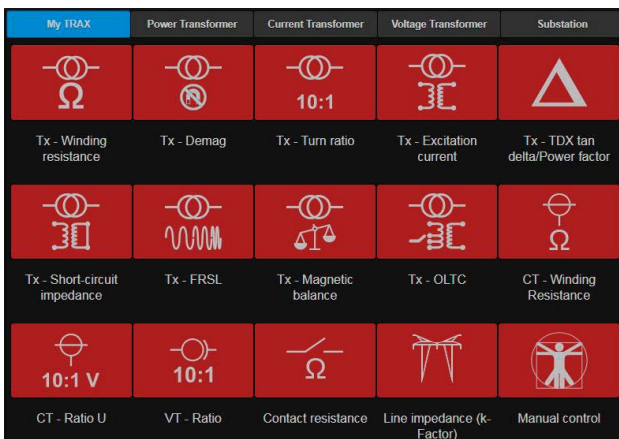 My TRAX
Power Transformer
Current Transformer
Voltage Transformer
Substation
Ω
10:1
Tx - Winding
resistance
Tx - Demag
Tx - Turn ratio
Tx - Excitation
current
Tx - TDX tan
delta/Power factor
Ω
Tx - Short-circuit
impedance
Tx - FRSL
Tx - Magnetic
balance
Tx - OLTC
CT - Winding
Resistance
10:1 V
10:1
Ω
CT - Ratio U
VT - Ratio
Contact resistance
Line impedance (k-
Factor)
Manual control